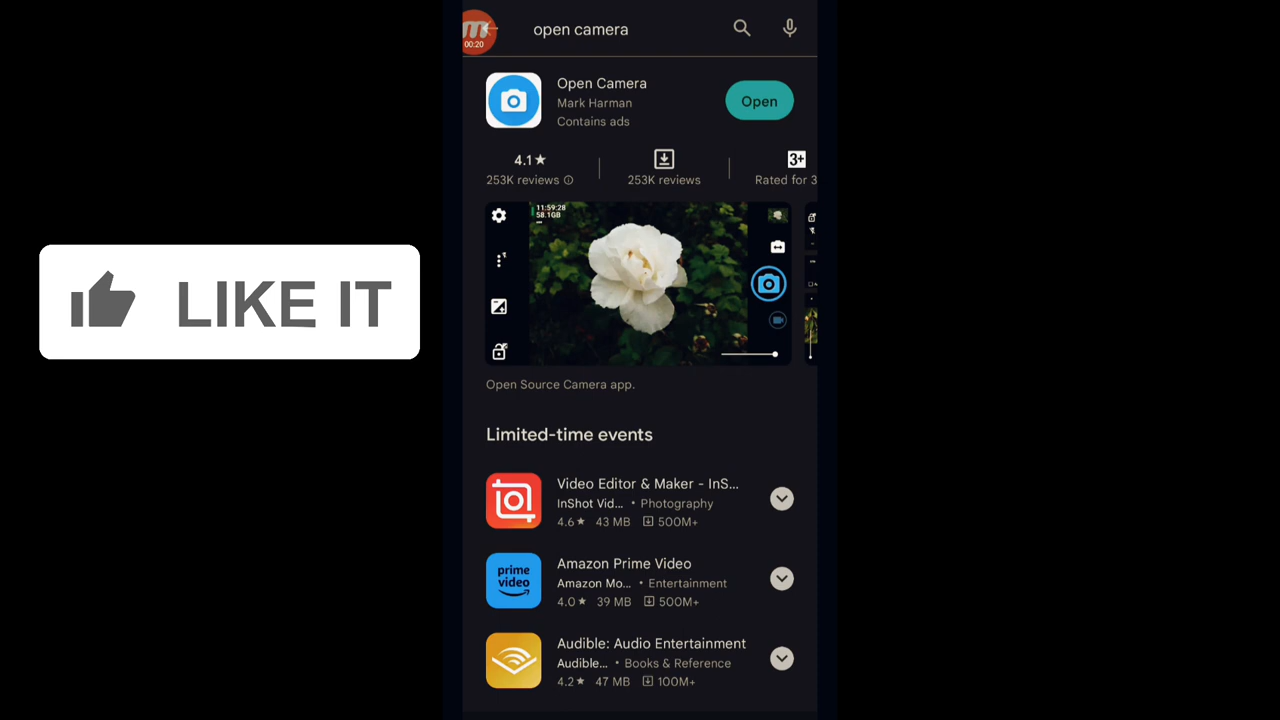 LIKE IT
m
00:20
open camera
Open Camera
Mark Harman
Contains ads
Open
4.1★
253K reviews
253K reviews
3+
Rated for 3
11:59:28
58.1GB
Open Source Camera app.
Limited-time events
Video Editor & Maker - InS...
InShot Vid... • Photography
4.6★ 43 MB 500M+
prime video
Amazon Prime Video
Amazon Mo... • Entertainment
4.0★ 39 MB 500M+
Audible: Audio Entertainment
Audible... • Books & Reference
4.2★ 47 MB 100M+